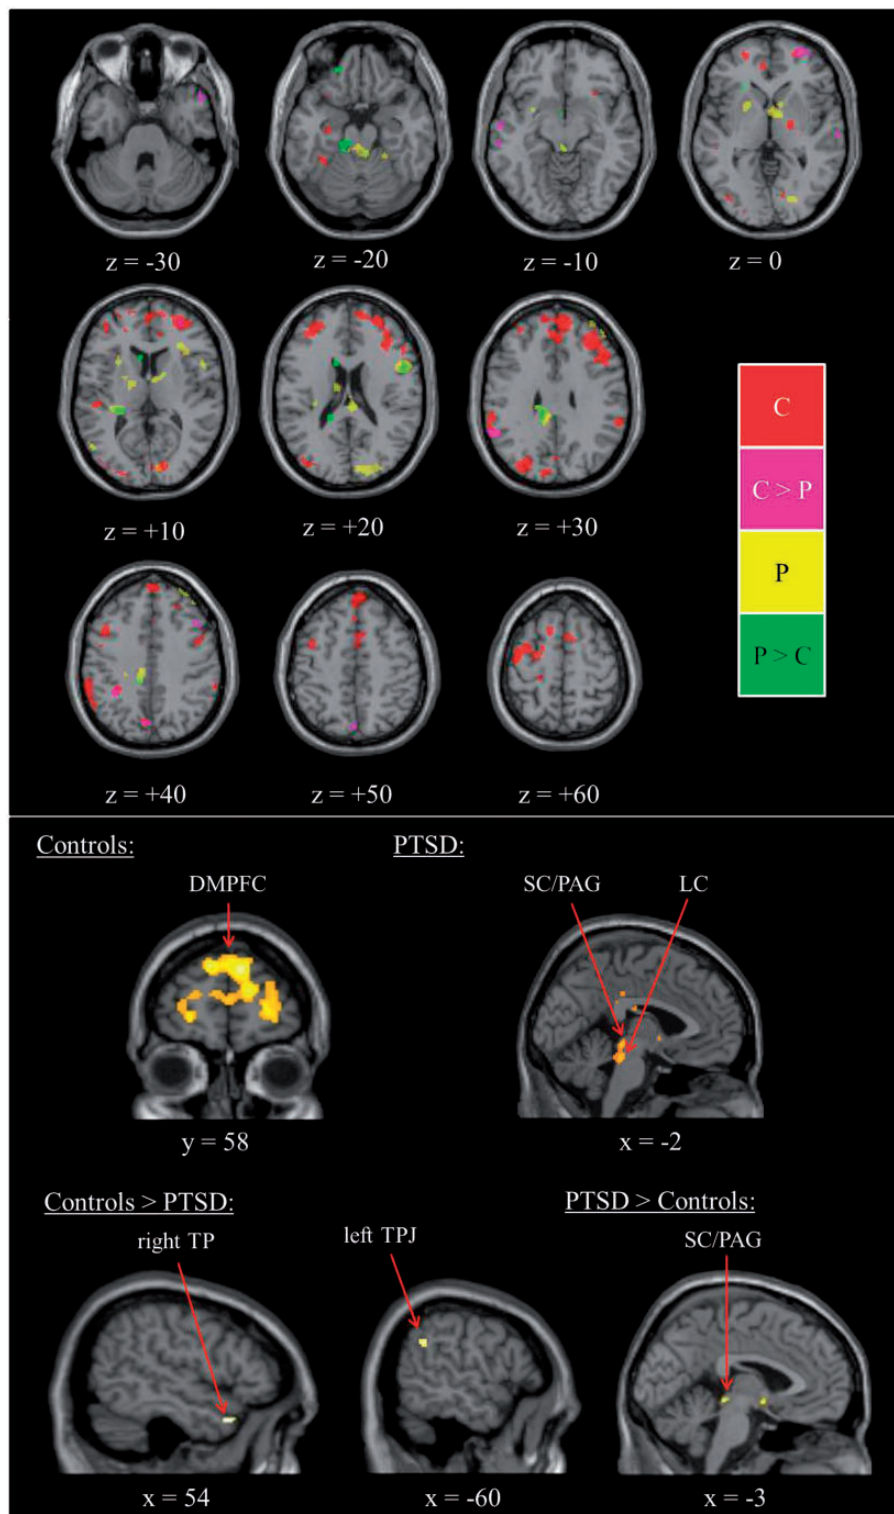 z = -30
z = -20
z = -10
z = 0
z = +10
z = +20
z = +30
C
C > P
P
P > C
z = +40
z = +50
z = +60
Controls:
PTSD:
DMPFC
SC/PAG
LC
y = 58
x = -2
Controls > PTSD:
PTSD > Controls:
right TP
left TPJ
SC/PAG
x = 54
x = -60
x = -3